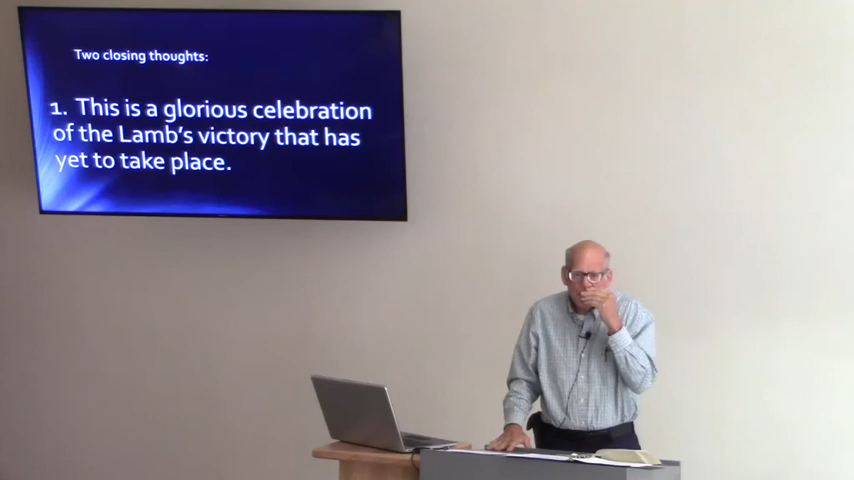 Two closing thoughts:
1. This is a glorious celebration
of the Lamb's victory that has
yet to take place.